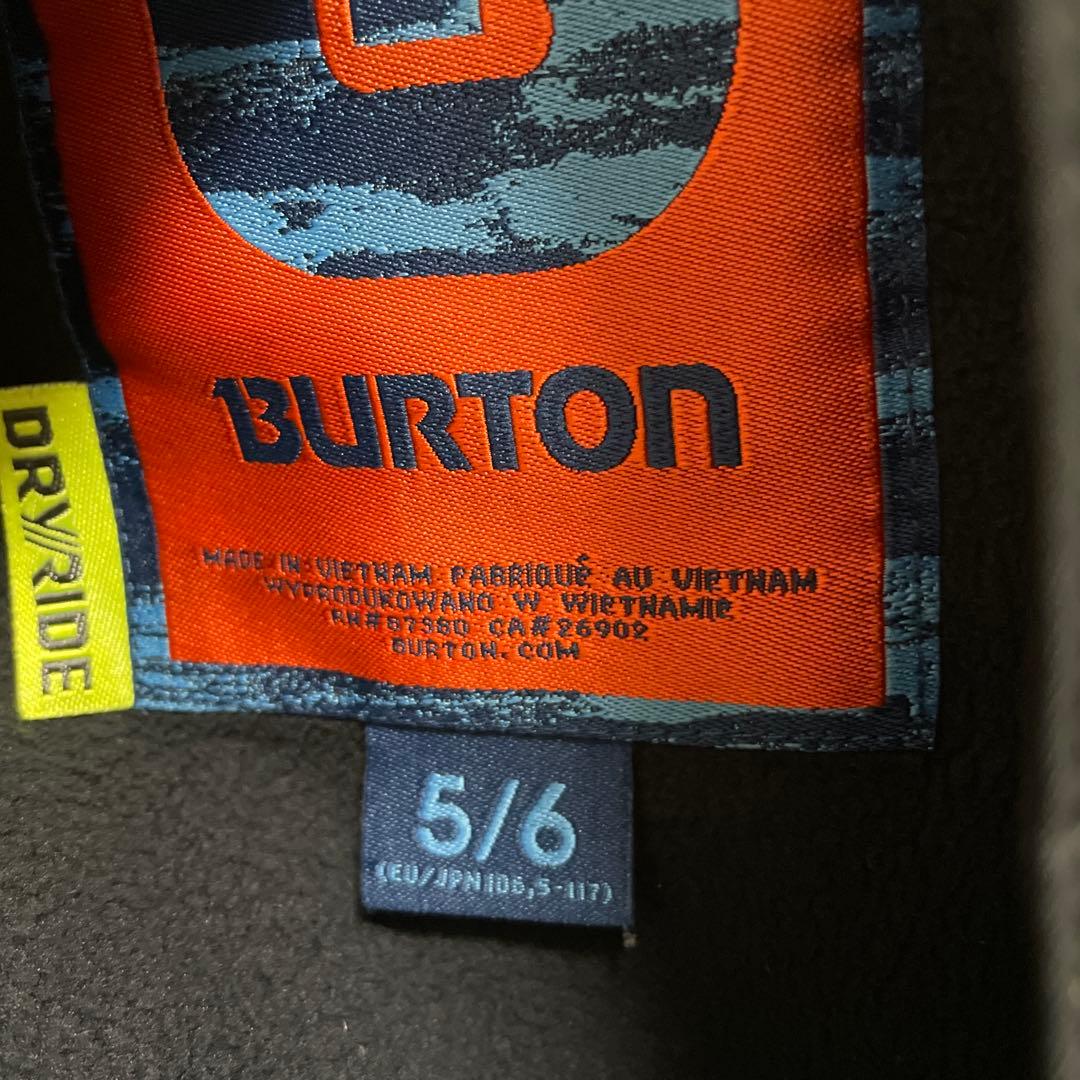 BURTON
DRY//RIDE
MADE IN VIETNAM FABRIQUÉ AU VIETNAM
WYPRODUKOWANO W WIETNAMIE
RN#87360 CA#26902
BURTON.COM
5/6
(EU/JPN 106,5-117)